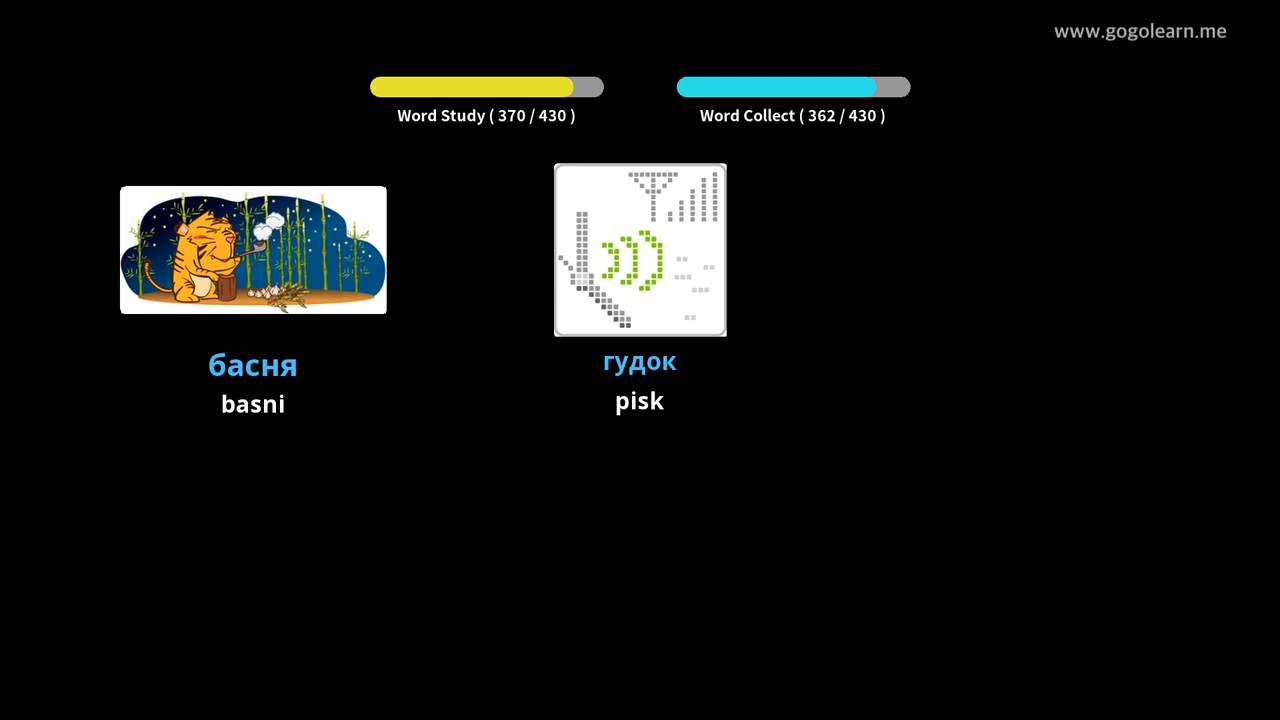 www.gogolearn.me
Word Study ( 370 / 430 )
Word Collect ( 362 / 430 )
басня
basni
гудок
pisk